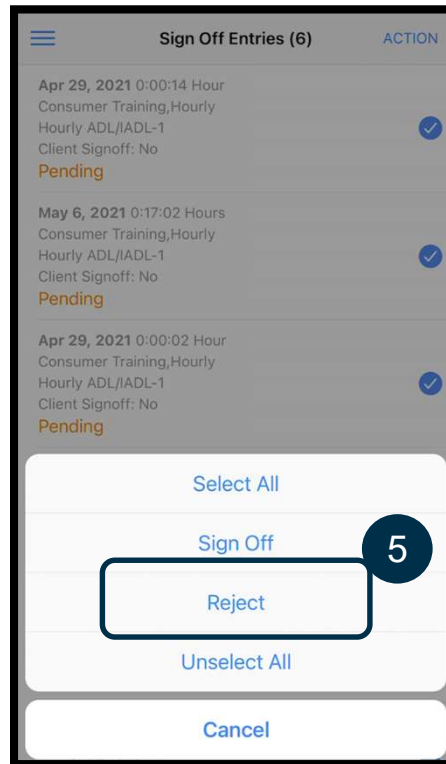 Sign Off Entries (6) ACTION
Apr 29, 2021 0:00:14 Hour
Consumer Training,Hourly
Hourly ADL/IADL-1
Client Signoff: No
Pending
May 6, 2021 0:17:02 Hours
Consumer Training,Hourly
Hourly ADL/IADL-1
Client Signoff: No
Pending
Apr 29, 2021 0:00:02 Hour
Consumer Training,Hourly
Hourly ADL/IADL-1
Client Signoff: No
Pending
Select All
Sign Off
5
Reject
Unselect All
Cancel